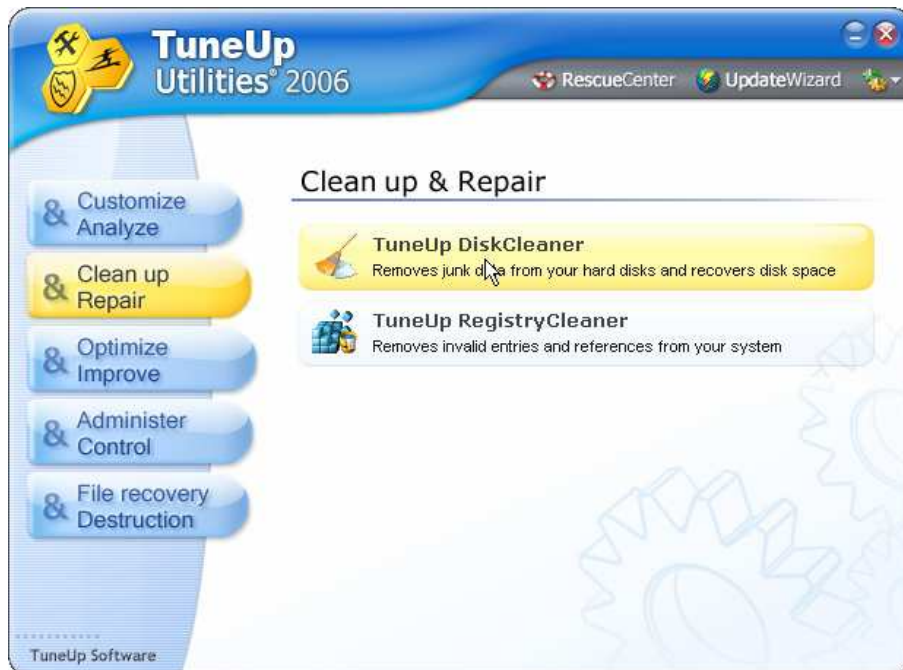 TuneUp
Utilities® 2006
RescueCenter UpdateWizard
Clean up & Repair
& Customize
Analyze
& Clean up
Repair
& Optimize
Improve
& Administer
Control
& File recovery
Destruction
TuneUp DiskCleaner
Removes junk data from your hard disks and recovers disk space
TuneUp RegistryCleaner
Removes invalid entries and references from your system
TuneUp Software